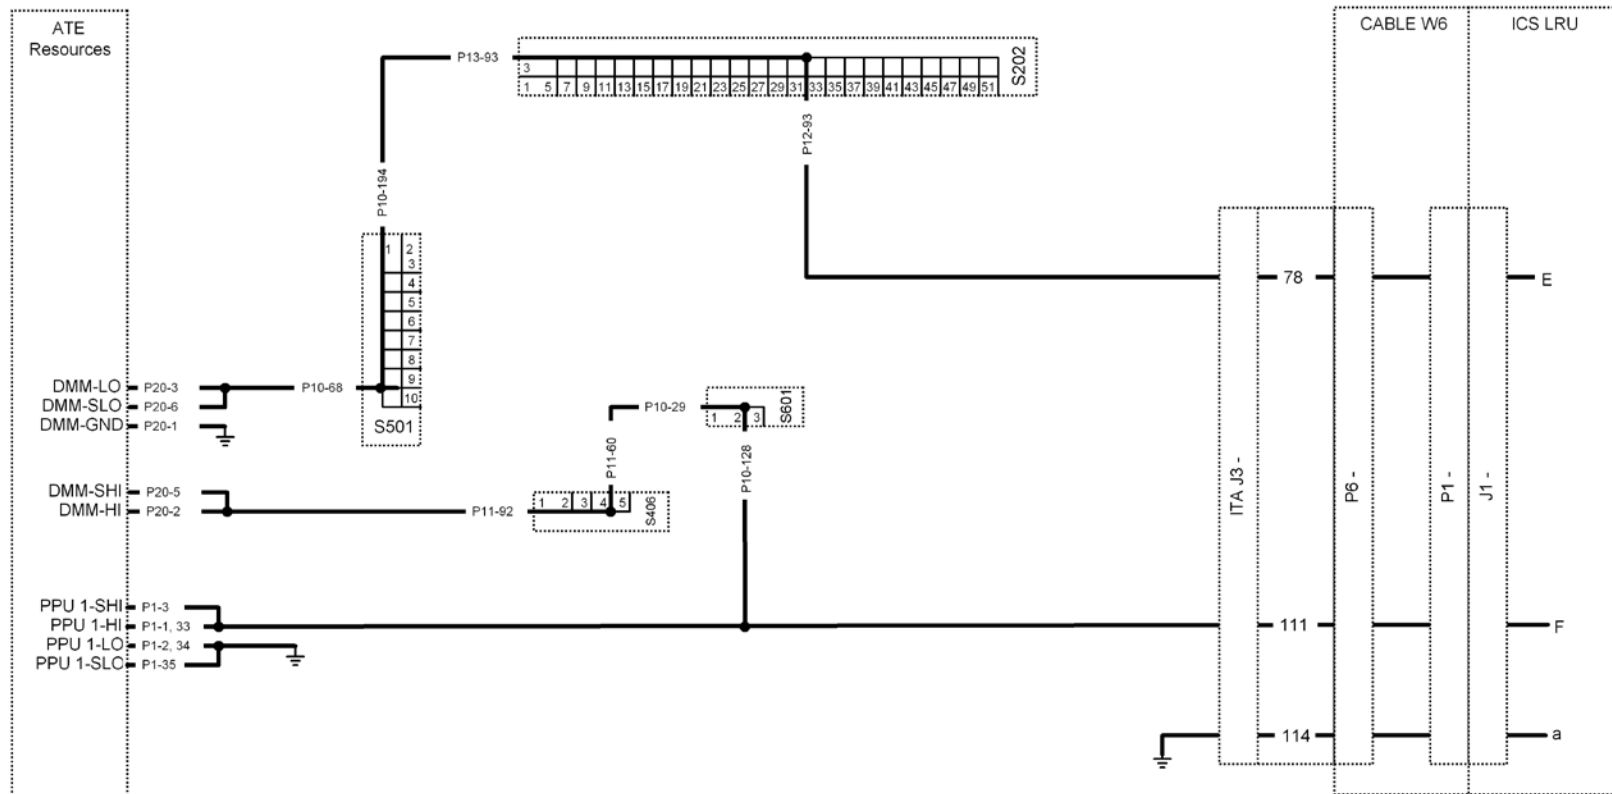 ATE
Resources
CABLE W6
ICS LRU
P13-93
3
1 5 7 9 11 13 15 17 19 21 23 25 27 29 31 33 35 37 39 41 43 45 47 49 51
S202
P12-93
P10-194
1 2
3
4
5
6
7
8
9
10
S501
78
E
DMM-LO P20-3
P10-68
DMM-SLO P20-6
DMM-GND P20-1
P10-29
1 2 3
S601
P11-60
P10-128
ITA J3 -
P6 -
P1 -
J1 -
DMM-SHI P20-5
DMM-HI P20-2
P11-92
1 2 3 4 5
S406
PPU 1-SHI P1-3
PPU 1-HI P1-1, 33
111
F
PPU 1-LO P1-2, 34
PPU 1-SLO P1-35
114
a